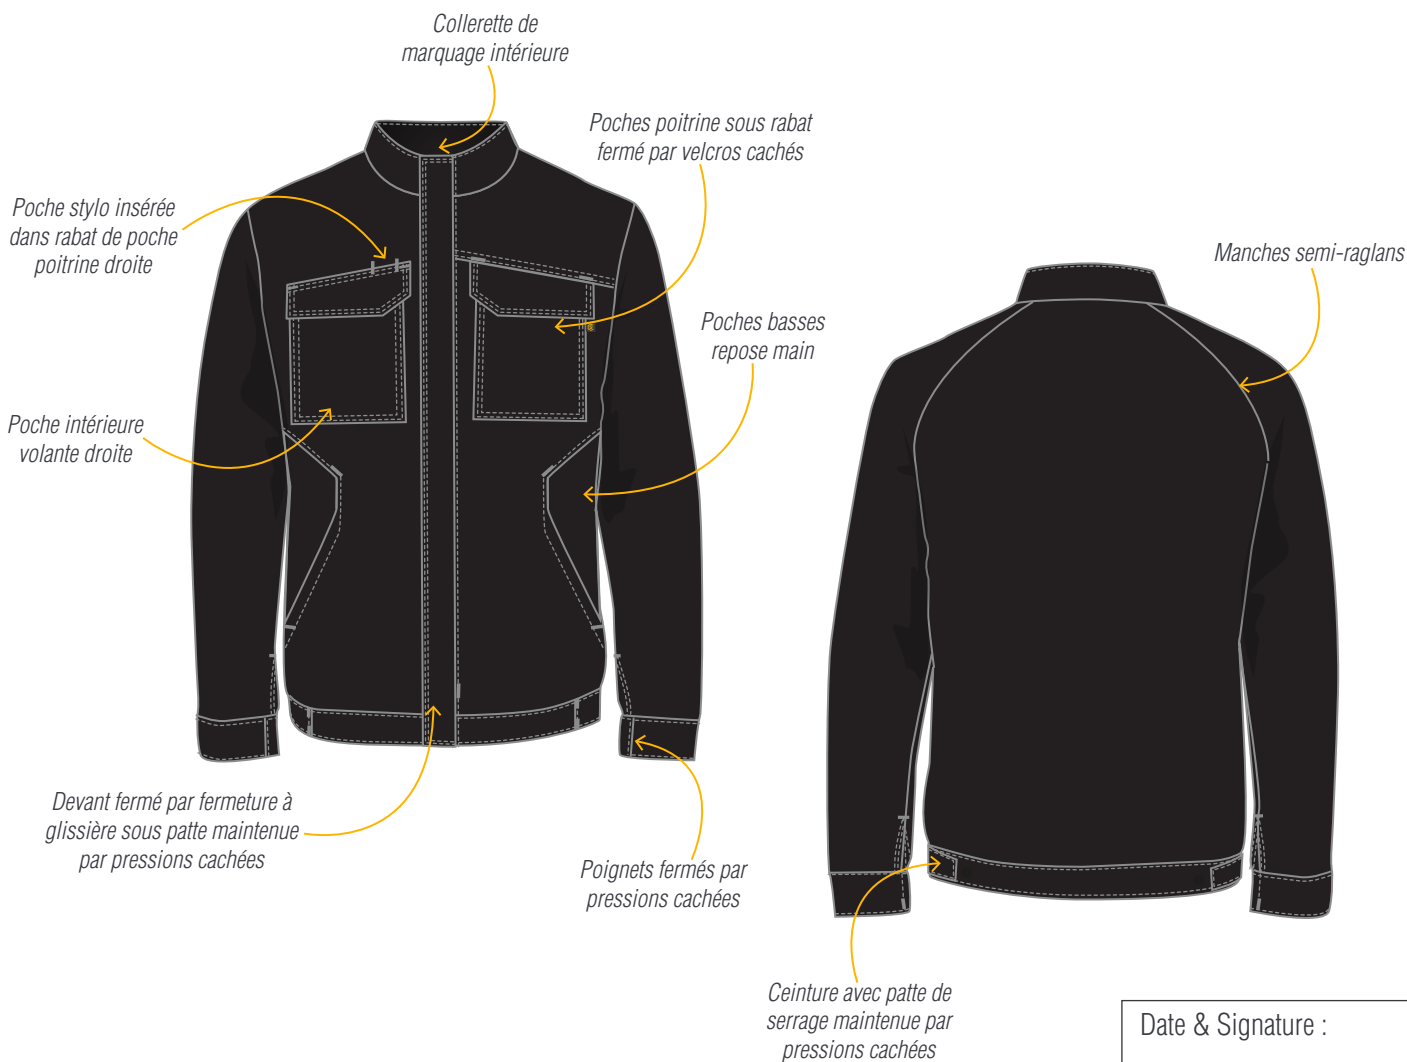 Collerette de
marquage intérieure
Poches poitrine sous rabat
fermé par velcros cachés
Poche stylo insérée
dans rabat de poche
poitrine droite
Manches semi-raglans
Poches basses
repose main
Poche intérieure
volante droite
Devant fermé par fermeture à
glissière sous patte maintenue
par pressions cachées
Poignets fermés par
pressions cachées
Ceinture avec patte de
serrage maintenue par
pressions cachées
Date & Signature :